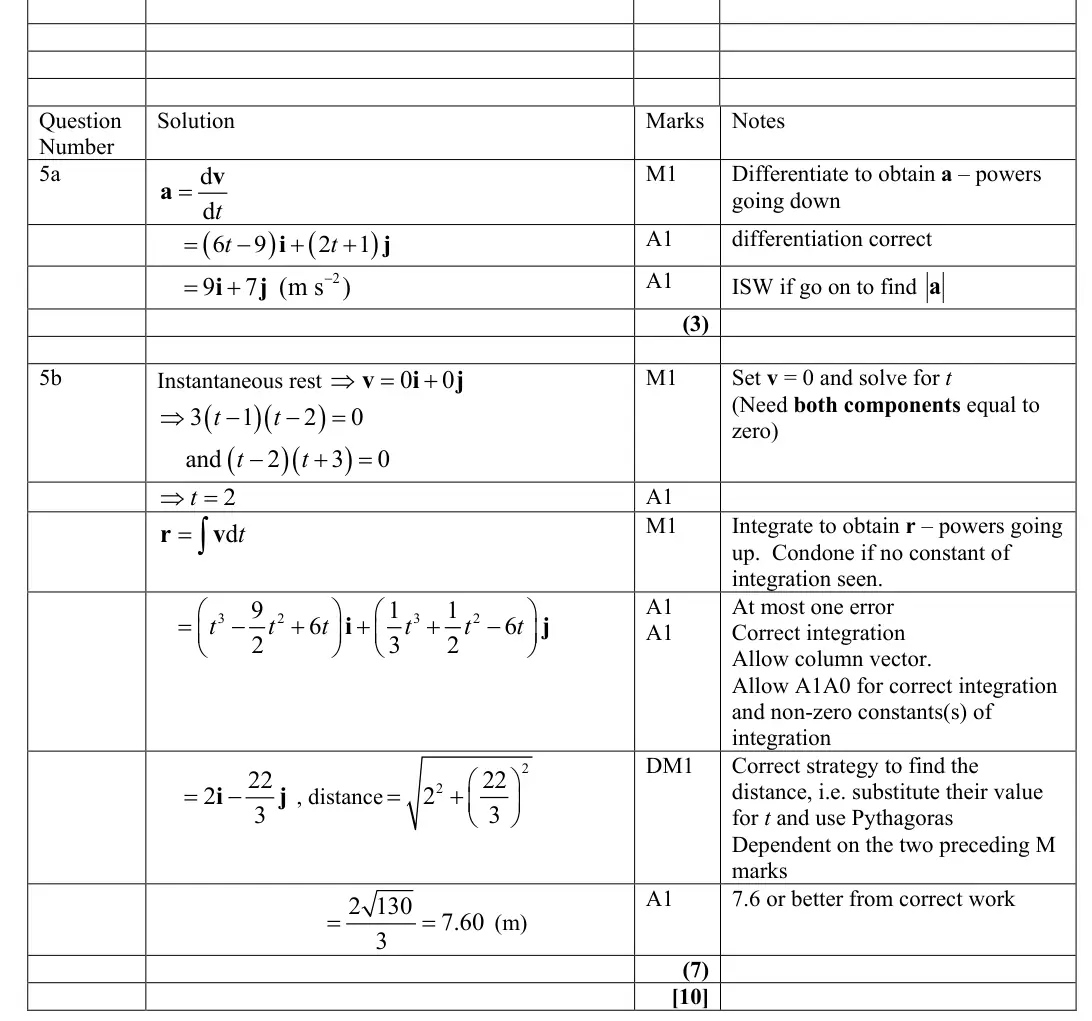 Question Number Solution Marks Notes
5a a = dv/dt M1 Differentiate to obtain a – powers
going down
= (6t − 9)i + (2t + 1)j A1 differentiation correct
= 9i + 7j (m s⁻²) A1 ISW if go on to find |a|
(3)
5b Instantaneous rest ⇒ v = 0i + 0j M1 Set v = 0 and solve for t
⇒ 3(t − 1)(t − 2) = 0 (Need both components equal to
and (t − 2)(t + 3) = 0 zero)
⇒ t = 2 A1
r = ∫vdt M1 Integrate to obtain r – powers going
up. Condone if no constant of
integration seen.
= (t³ − 9/2 t² + 6t)i + (1/3 t³ + 1/2 t² − 6t)j A1 At most one error
A1 Correct integration
Allow column vector.
Allow A1A0 for correct integration
and non-zero constants(s) of
integration
= 2i − 22/3 j , distance = √(2² + (22/3)²) DM1 Correct strategy to find the
distance, i.e. substitute their value
for t and use Pythagoras
Dependent on the two preceding M
marks
= 2√130/3 = 7.60 (m) A1 7.6 or better from correct work
(7)
[10]